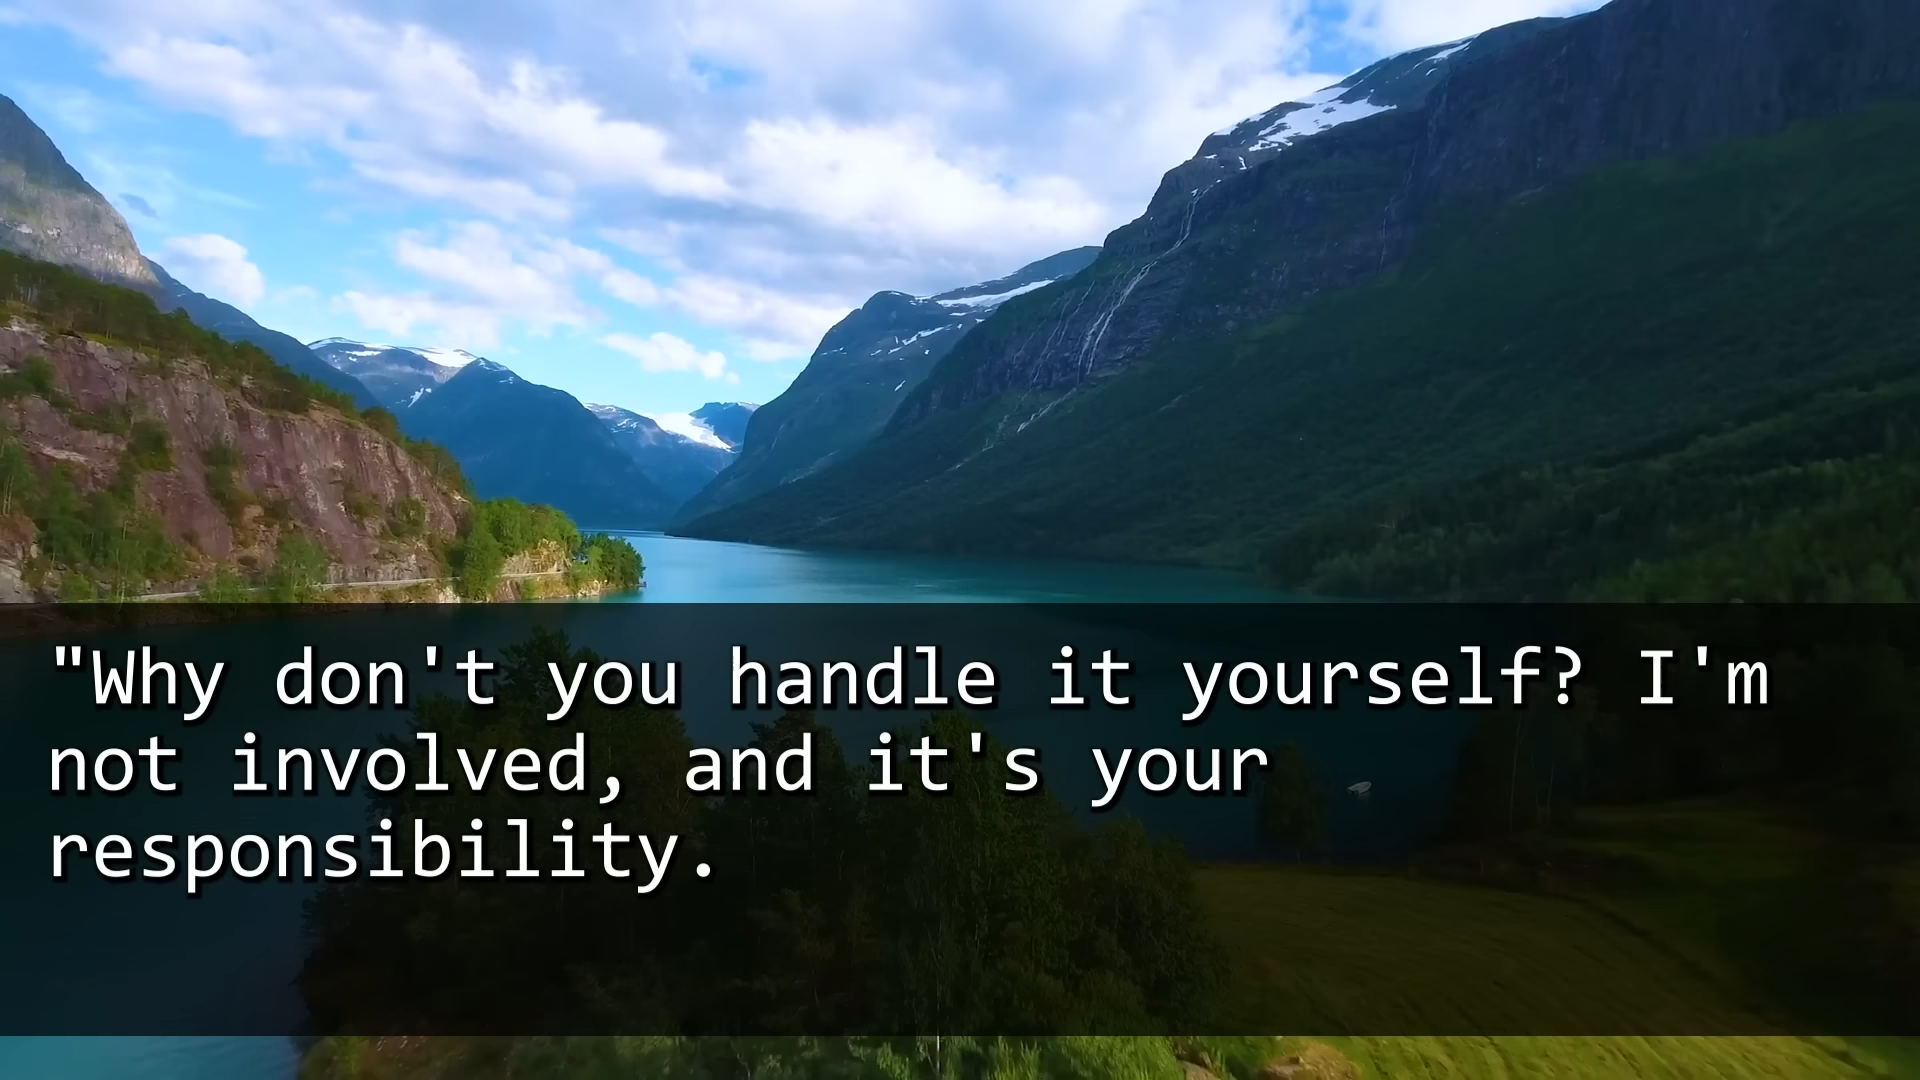 "Why don't you handle it yourself? I'm
not involved, and it's your
responsibility.